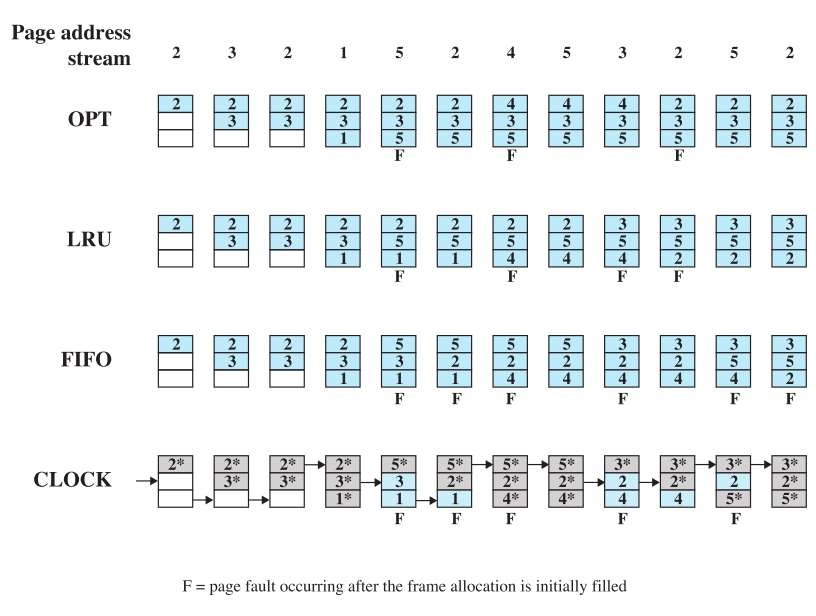 Page address
stream 2 3 2 1 5 2 4 5 3 2 5 2
2 2 2 2 2 2 4 4 4 2 2 2
OPT 3 3 3 3 3 3 3 3 3 3 3
1 5 5 5 5 5 5 5 5
F F F
2 2 2 2 2 2 2 2 3 3 3 3
LRU 3 3 3 5 5 5 5 5 5 5 5
1 1 1 4 4 4 2 2 2
F F F F
2 2 2 2 5 5 5 5 3 3 3 3
FIFO 3 3 3 3 2 2 2 2 2 5 5
1 1 1 4 4 4 4 4 2
F F F F F F
2* 2* 2* 2* 5* 5* 5* 5* 3* 3* 3* 3*
CLOCK 3* 3* 3* 3 2* 2* 2* 2 2* 2 2*
1* 1 1 4* 4* 4 4 5* 5*
F F F F F
F = page fault occurring after the frame allocation is initially filled